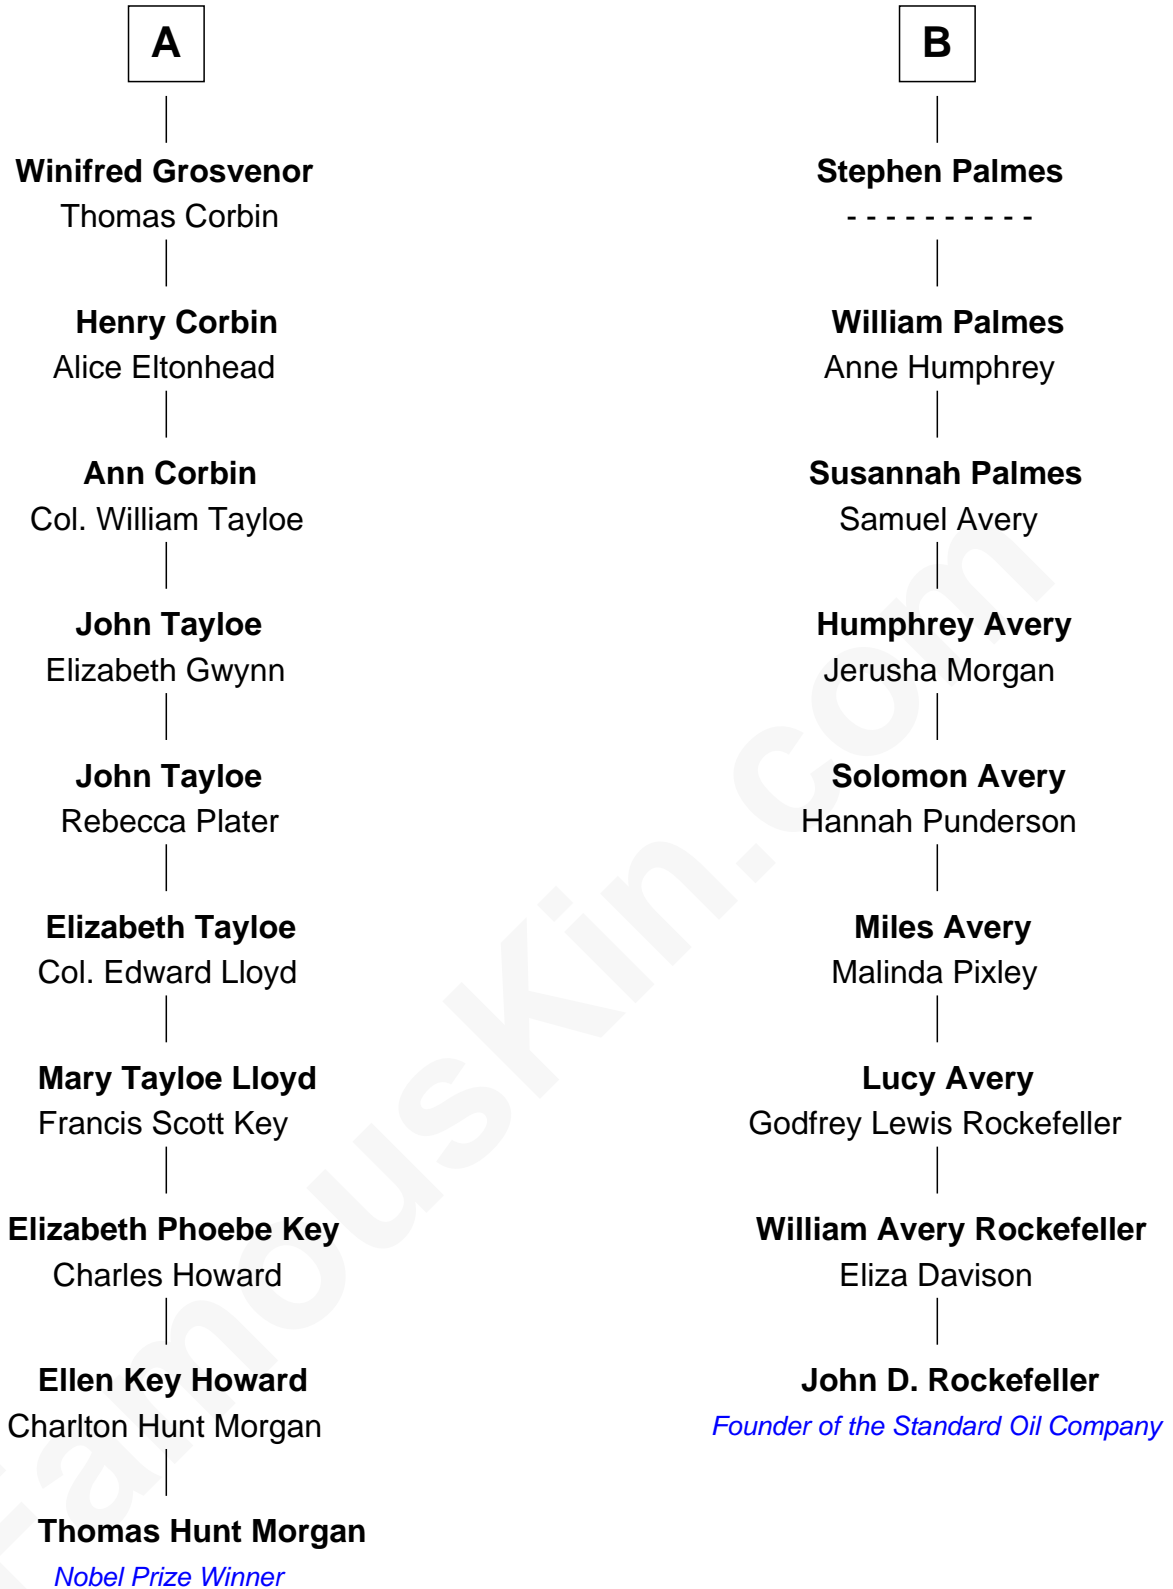 A
Winifred Grosvenor
Thomas Corbin
Henry Corbin
Alice Eltonhead
Ann Corbin
Col. William Tayloe
John Tayloe
Elizabeth Gwynn
John Tayloe
Rebecca Plater
Elizabeth Tayloe
Col. Edward Lloyd
Mary Tayloe Lloyd
Francis Scott Key
Elizabeth Phoebe Key
Charles Howard
Ellen Key Howard
Charlton Hunt Morgan
Thomas Hunt Morgan
Nobel Prize Winner
B
Stephen Palmes
- - - - - - - - - -
William Palmes
Anne Humphrey
Susannah Palmes
Samuel Avery
Humphrey Avery
Jerusha Morgan
Solomon Avery
Hannah Punderson
Miles Avery
Malinda Pixley
Lucy Avery
Godfrey Lewis Rockefeller
William Avery Rockefeller
Eliza Davison
John D. Rockefeller
Founder of the Standard Oil Company
FamousKin.com